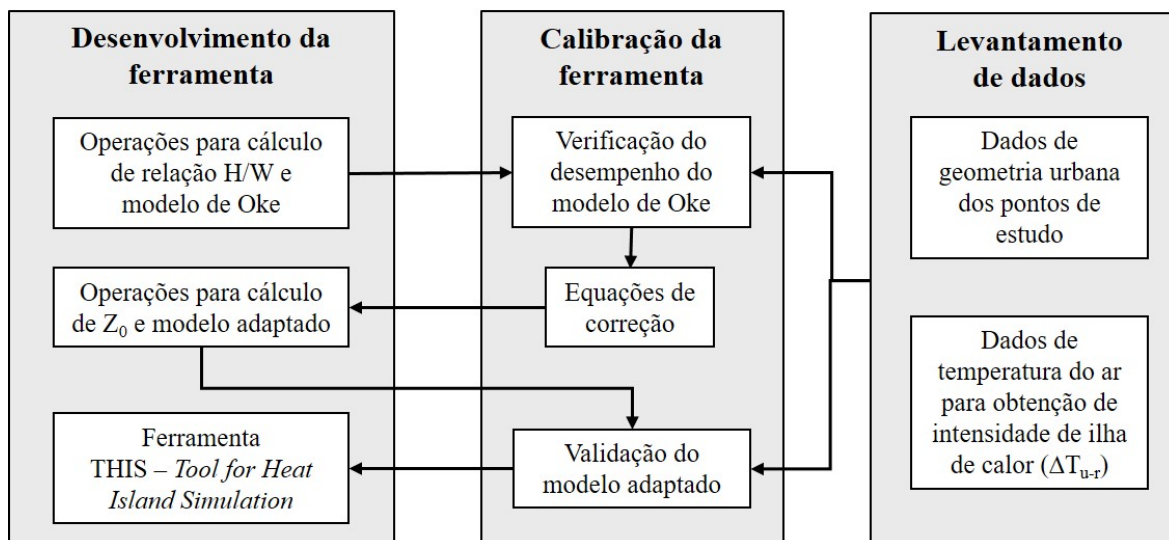 Desenvolvimento da
ferramenta
Operações para cálculo
de relação H/W e
modelo de Oke
Operações para cálculo
de Z₀ e modelo adaptado
Ferramenta
THIS – Tool for Heat
Island Simulation
Calibração da
ferramenta
Verificação do
desempenho do
modelo de Oke
Equações de
correção
Validação do
modelo adaptado
Levantamento
de dados
Dados de
geometria urbana
dos pontos de
estudo
Dados de
temperatura do ar
para obtenção de
intensidade de ilha
de calor (ΔTu-r)